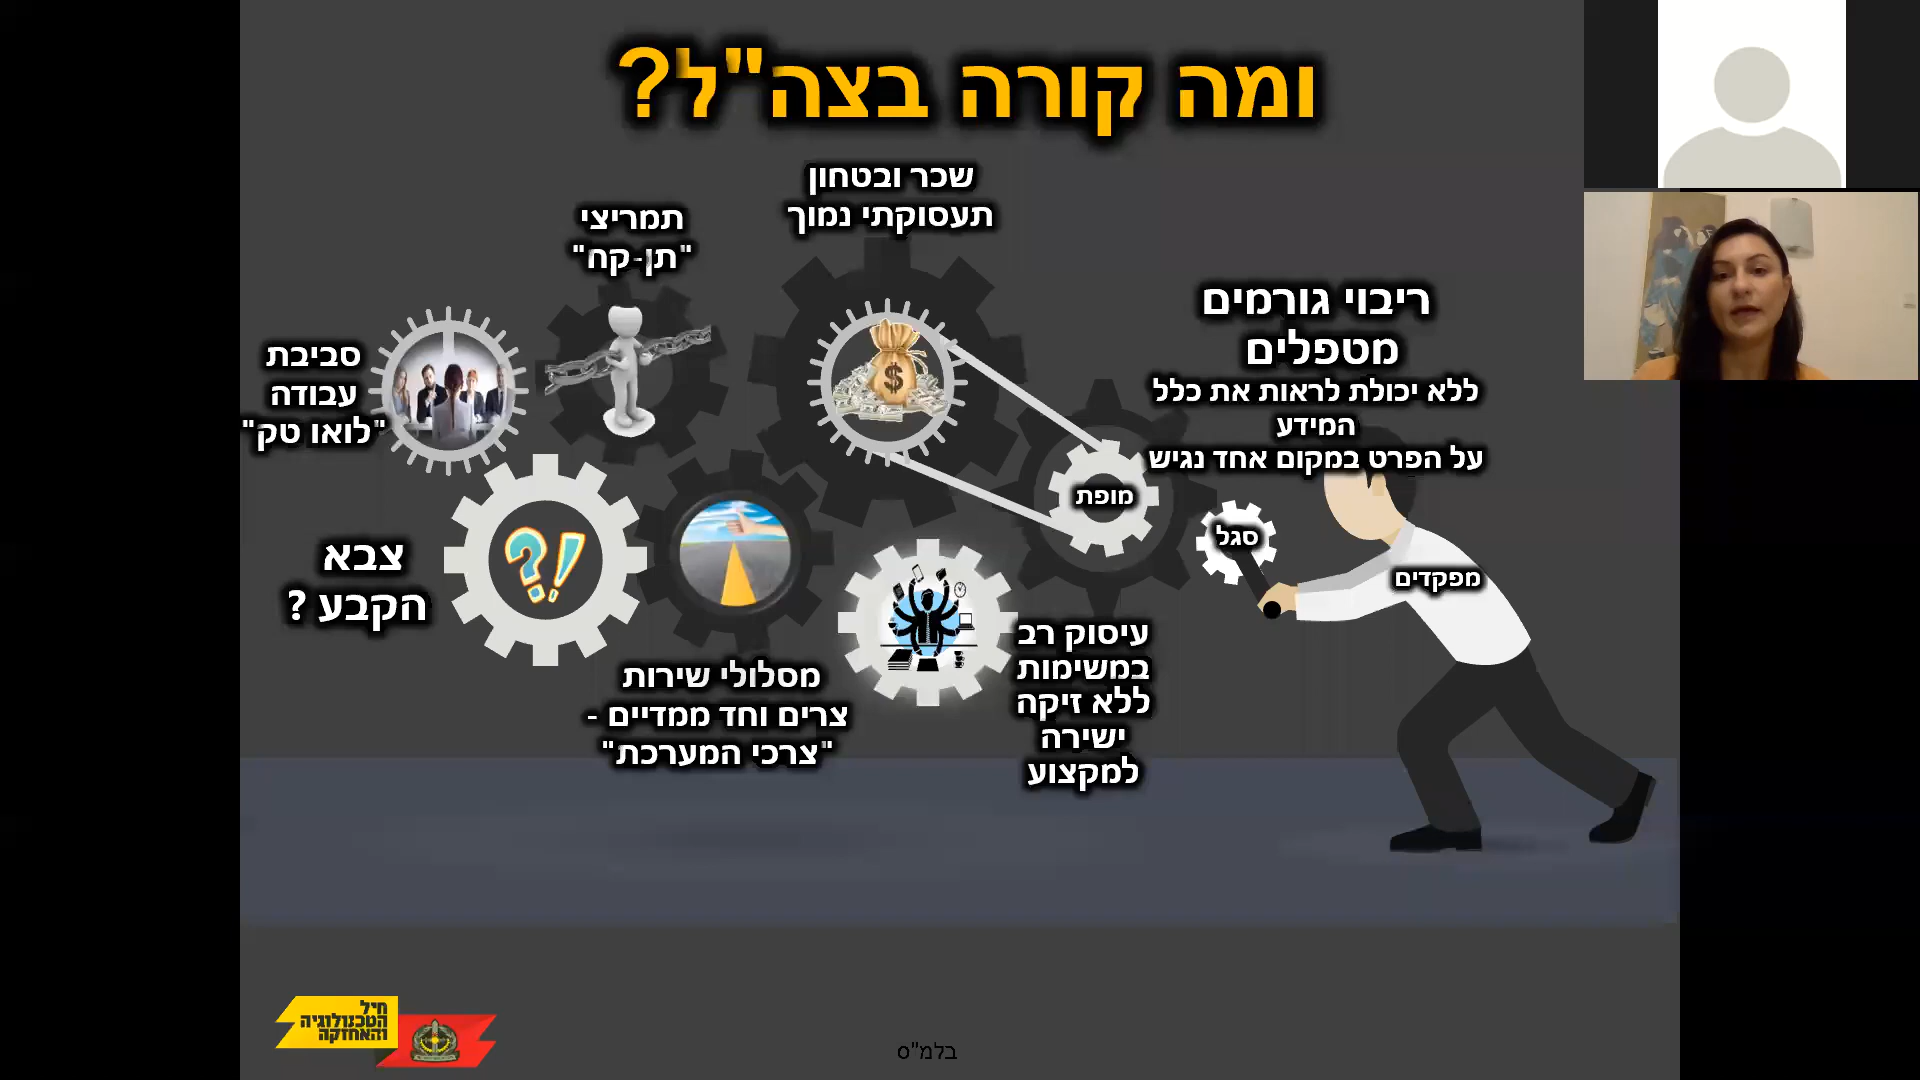 ומה קורה בצה"ל?
שכר ובטחון
תעסוקתי נמוך
תמריצי
"תן-קח"
ריבוי גורמים
מטפלים
ללא יכולת לראות את כלל
המידע
על הפרט במקום אחד נגיש
סביבת
עבודה
"לואו טק"
מופת
סגל
מפקדים
צבא
הקבע ?
עיסוק רב
במשימות
ללא זיקה
ישירה
למקצוע
מסלולי שירות
צרים וחד ממדיים -
"צרכי המערכת"
חיל
הטכנולוגיה
והאחזקה
בלמ"ס